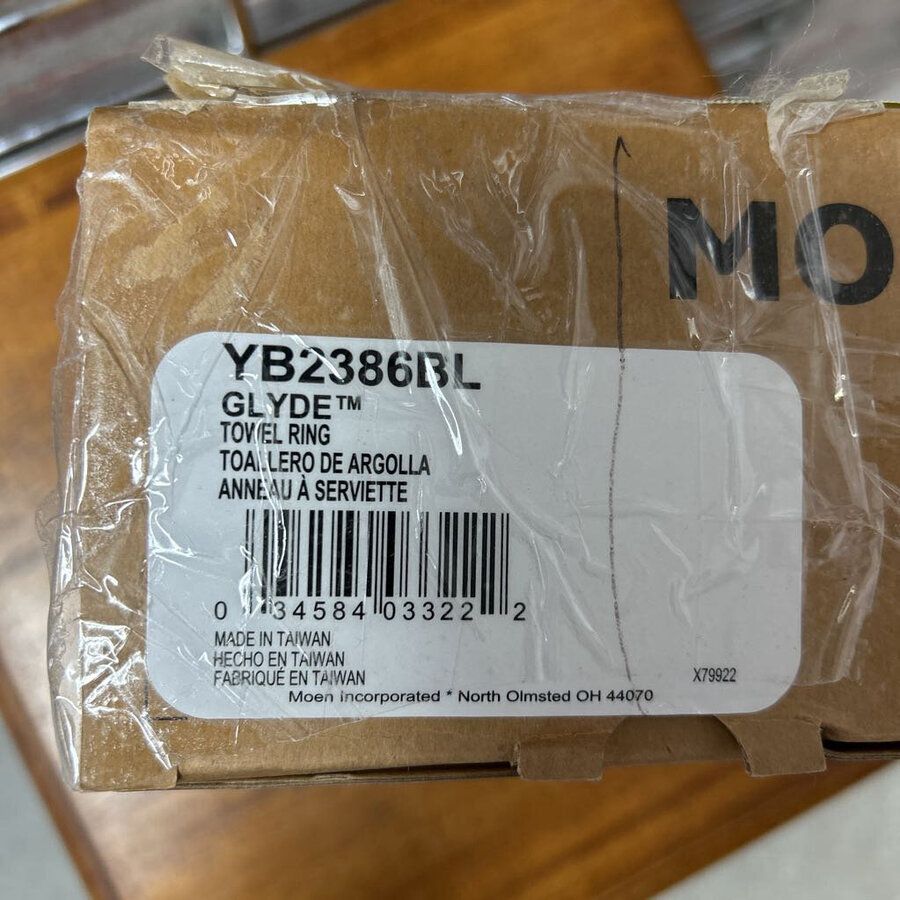 MO
YB2386BL
GLYDE™
TOWEL RING
TOALLERO DE ARGOLLA
ANNEAU À SERVIETTE
0 34584 03322 2
MADE IN TAIWAN
HECHO EN TAIWAN
FABRIQUÉ EN TAIWAN
X79922
Moen Incorporated * North Olmsted OH 44070